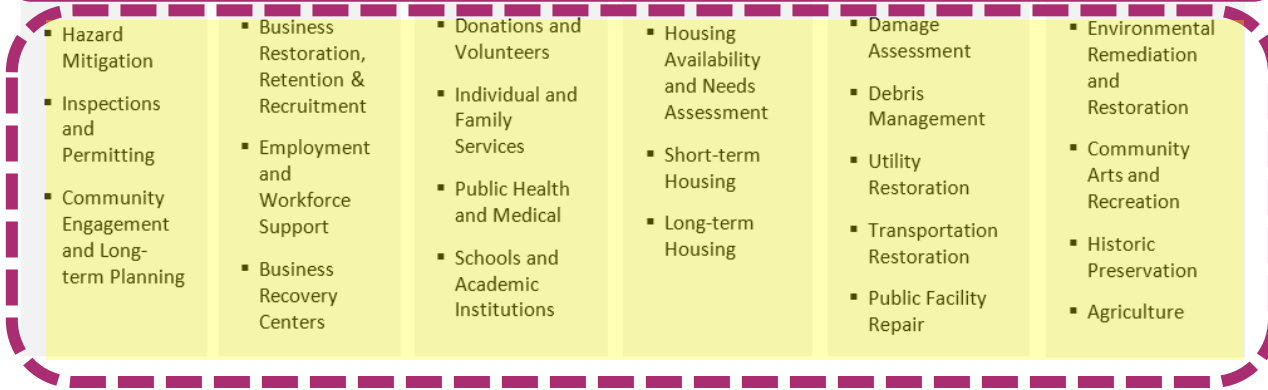 ▪ Hazard
Mitigation
▪ Inspections
and
Permitting
▪ Community
Engagement
and Long-
term Planning
▪ Business
Restoration,
Retention &
Recruitment
▪ Employment
and
Workforce
Support
▪ Business
Recovery
Centers
▪ Donations and
Volunteers
▪ Individual and
Family
Services
▪ Public Health
and Medical
▪ Schools and
Academic
Institutions
▪ Housing
Availability
and Needs
Assessment
▪ Short-term
Housing
▪ Long-term
Housing
▪ Damage
Assessment
▪ Debris
Management
▪ Utility
Restoration
▪ Transportation
Restoration
▪ Public Facility
Repair
▪ Environmental
Remediation
and
Restoration
▪ Community
Arts and
Recreation
▪ Historic
Preservation
▪ Agriculture